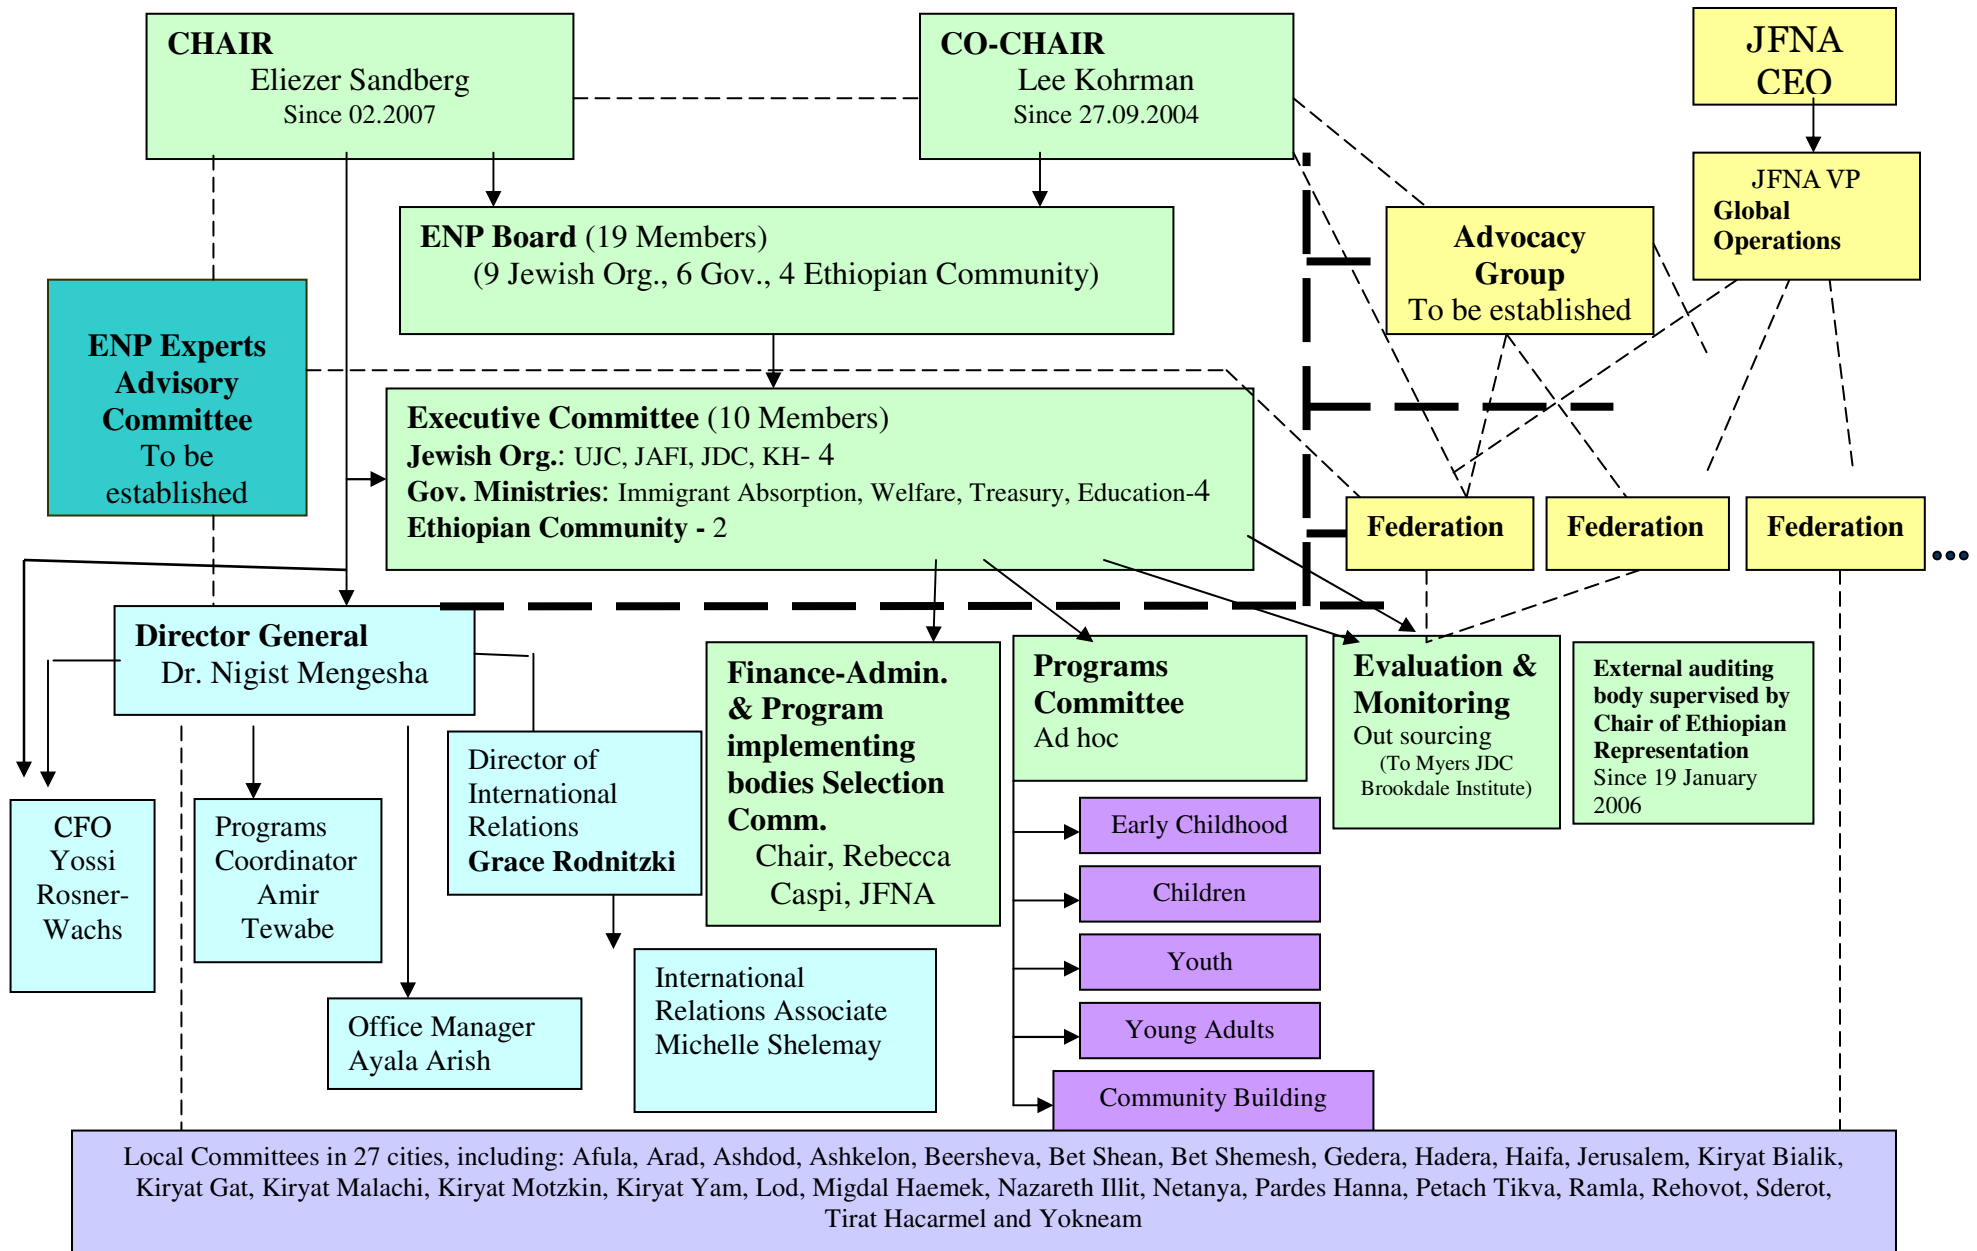 CHAIR
Eliezer Sandberg
Since 02.2007
CO-CHAIR
Lee Kohrman
Since 27.09.2004
JFNA
CEO
JFNA VP
Global
Operations
ENP Board (19 Members)
(9 Jewish Org., 6 Gov., 4 Ethiopian Community)
Advocacy
Group
To be established
ENP Experts
Advisory
Committee
To be
established
Executive Committee (10 Members)
Jewish Org.: UJC, JAFI, JDC, KH- 4
Gov. Ministries: Immigrant Absorption, Welfare, Treasury, Education-4
Ethiopian Community - 2
Federation
Federation
Federation
...
Director General
Dr. Nigist Mengesha
Finance-Admin.
& Program
implementing
bodies Selection
Comm.
Chair, Rebecca
Caspi, JFNA
Programs
Committee
Ad hoc
Evaluation &
Monitoring
Out sourcing
(To Myers JDC
Brookdale Institute)
External auditing
body supervised by
Chair of Ethiopian
Representation
Since 19 January
2006
CFO
Yossi
Rosner-
Wachs
Programs
Coordinator
Amir
Tewabe
Director of
International
Relations
Grace Rodnitzki
Early Childhood
Children
Youth
Young Adults
Community Building
Office Manager
Ayala Arish
International
Relations Associate
Michelle Shelemay
Local Committees in 27 cities, including: Afula, Arad, Ashdod, Ashkelon, Beersheva, Bet Shean, Bet Shemesh, Gedera, Hadera, Haifa, Jerusalem, Kiryat Bialik,
Kiryat Gat, Kiryat Malachi, Kiryat Motzkin, Kiryat Yam, Lod, Migdal Haemek, Nazareth Illit, Netanya, Pardes Hanna, Petach Tikva, Ramla, Rehovot, Sderot,
Tirat Hacarmel and Yokneam